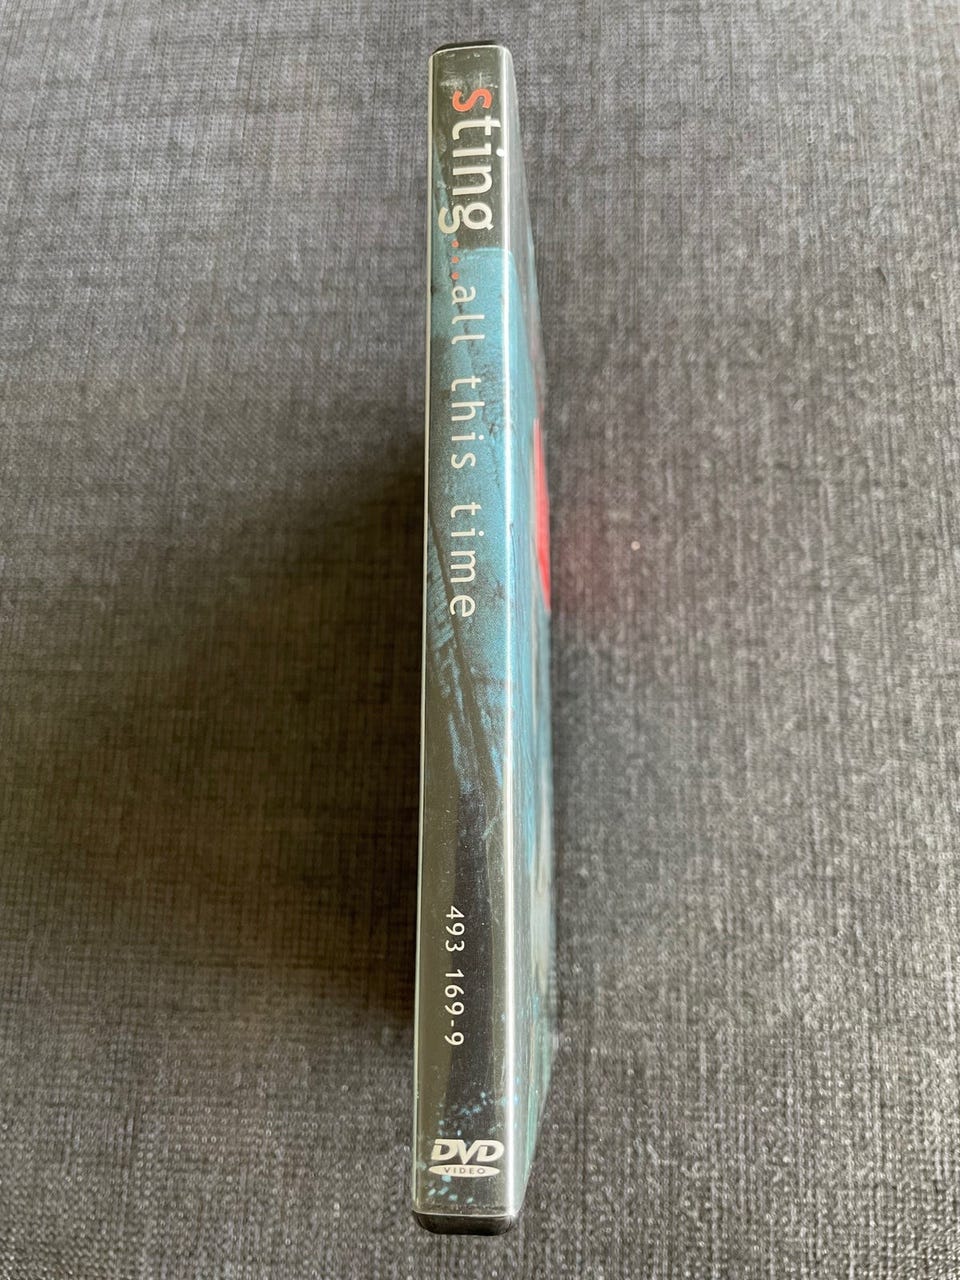 sting...all this time
493 169-9
DVD
VIDEO